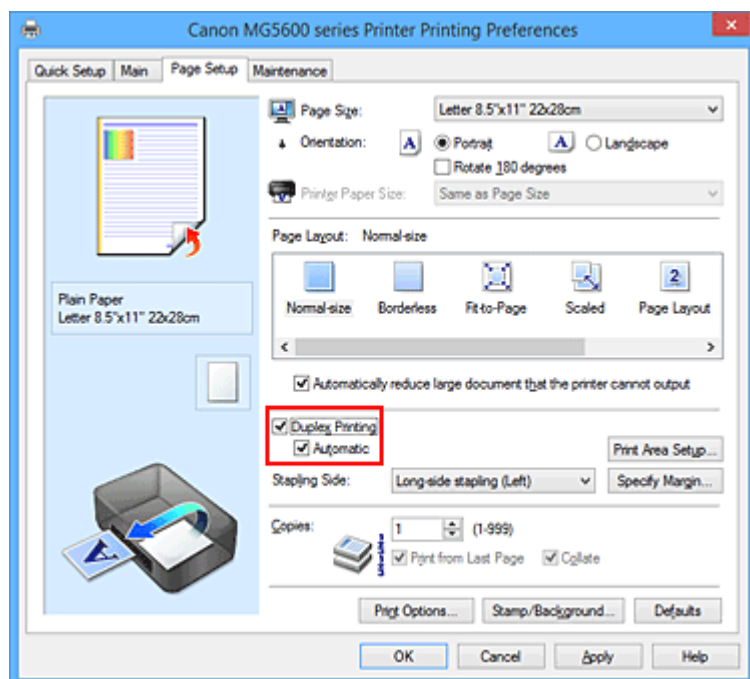 Canon MG5600 series Printer Printing Preferences
Quick Setup Main Page Setup Maintenance
Page Size: Letter 8.5"x11" 22x28cm
Orientation: A Portrait A Landscape
Rotate 180 degrees
Printer Paper Size: Same as Page Size
Page Layout: Normal-size
Plain Paper
Letter 8.5"x11" 22x28cm
2
Normal-size Borderless Fit-to-Page Scaled Page Layout
Automatically reduce large document that the printer cannot output
Duplex Printing
Automatic
Print Area Setup...
Stapling Side: Long-side stapling (Left) Specify Margin...
Copies: 1 (1-999)
Print from Last Page Collate
A
Print Options... Stamp/Background... Defaults
OK Cancel Apply Help